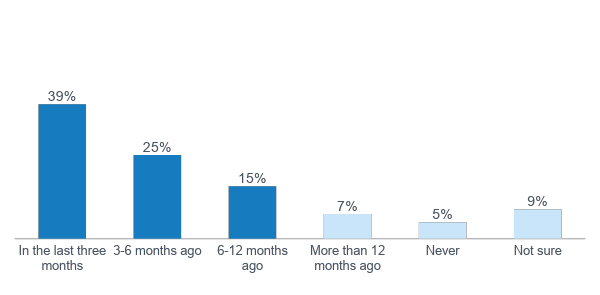 39%
25%
15%
7%
5%
9%
In the last three months
3-6 months ago
6-12 months ago
More than 12 months ago
Never
Not sure